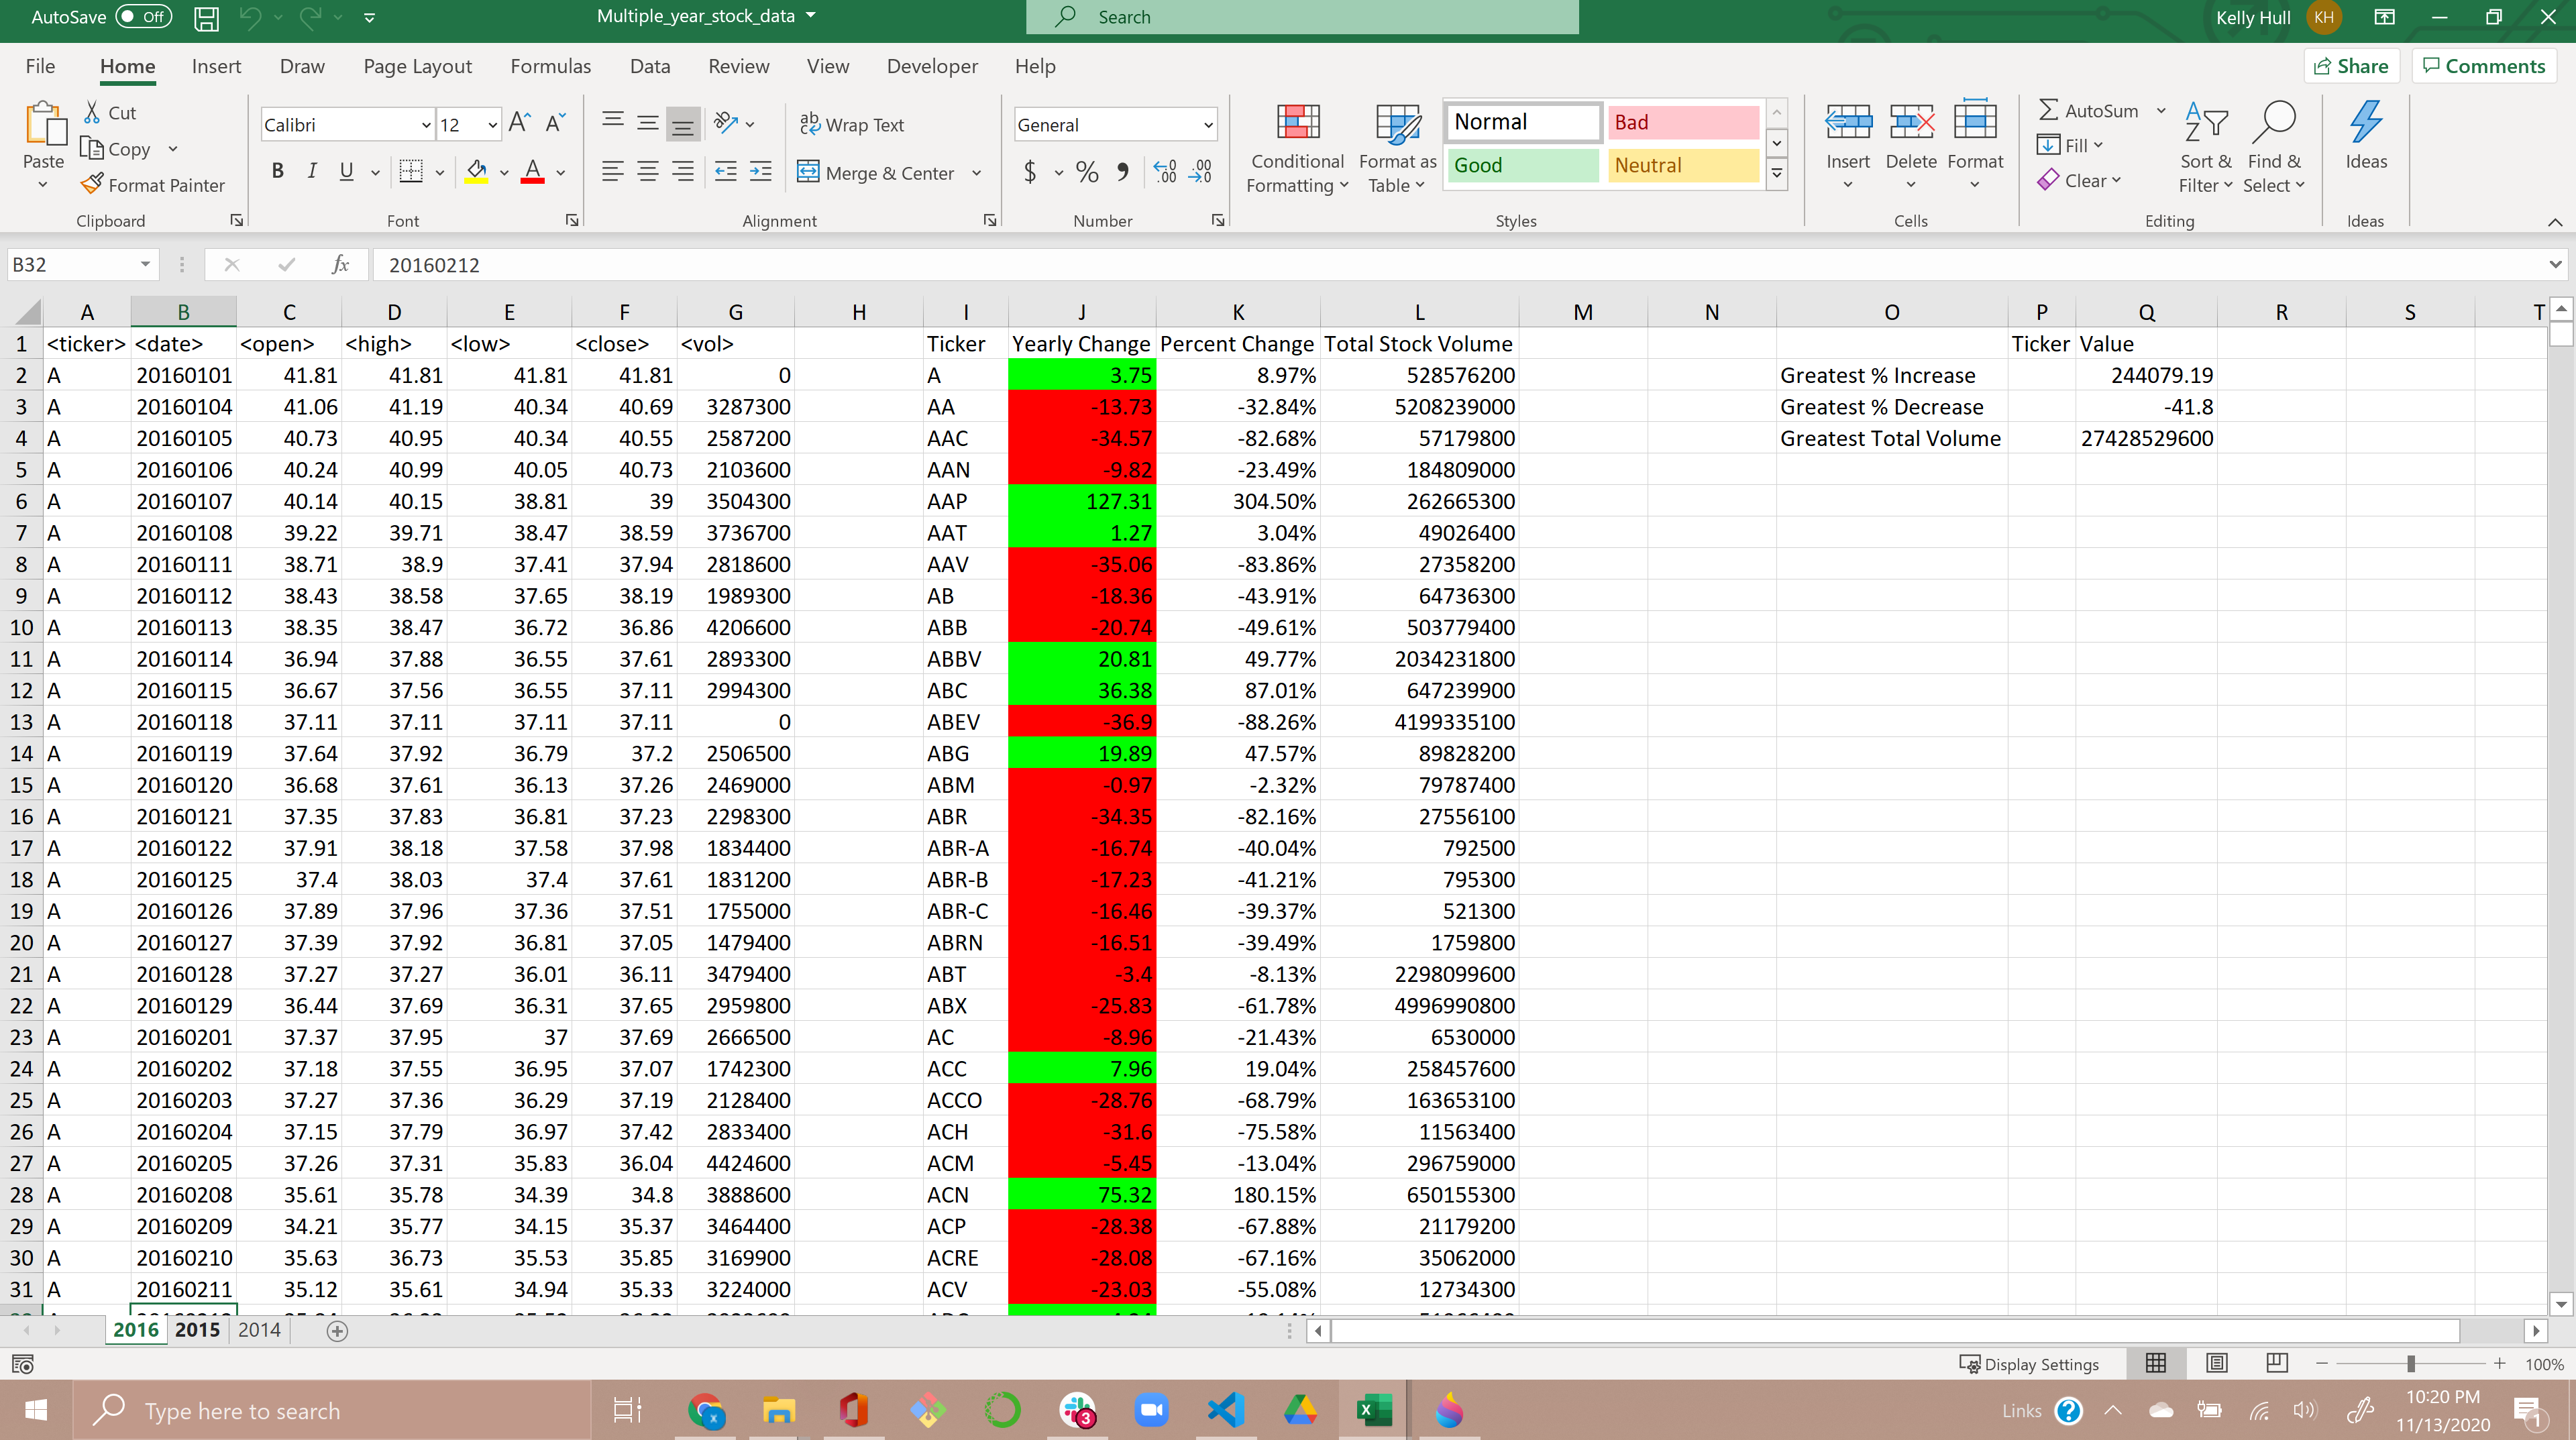 AutoSave Off Multiple_year_stock_data Search Kelly Hull KH
File Home Insert Draw Page Layout Formulas Data Review View Developer Help Share Comments
Paste Cut Copy Format Painter Clipboard
Calibri 12 A A B I U A Font
ab Wrap Text Merge & Center Alignment
General $ % 9 .00 .00 Number
Conditional Formatting Format as Table Normal Bad Good Neutral Styles
Insert Delete Format Cells
AutoSum Fill Clear Sort & Filter Find & Select Editing
Ideas Ideas
B32 fx 20160212
A B C D E F G H I J K L M N O P Q R S T
1 <ticker> <date> <open> <high> <low> <close> <vol> Ticker Yearly Change Percent Change Total Stock Volume Ticker Value
2 A 20160101 41.81 41.81 41.81 41.81 0 A 3.75 8.97% 528576200 Greatest % Increase 244079.19
3 A 20160104 41.06 41.19 40.34 40.69 3287300 AA -13.73 -32.84% 5208239000 Greatest % Decrease -41.8
4 A 20160105 40.73 40.95 40.34 40.55 2587200 AAC -34.57 -82.68% 57179800 Greatest Total Volume 27428529600
5 A 20160106 40.24 40.99 40.05 40.73 2103600 AAN -9.82 -23.49% 184809000
6 A 20160107 40.14 40.15 38.81 39 3504300 AAP 127.31 304.50% 262665300
7 A 20160108 39.22 39.71 38.47 38.59 3736700 AAT 1.27 3.04% 49026400
8 A 20160111 38.71 38.9 37.41 37.94 2818600 AAV -35.06 -83.86% 27358200
9 A 20160112 38.43 38.58 37.65 38.19 1989300 AB -18.36 -43.91% 64736300
10 A 20160113 38.35 38.47 36.72 36.86 4206600 ABB -20.74 -49.61% 503779400
11 A 20160114 36.94 37.88 36.55 37.61 2893300 ABBV 20.81 49.77% 2034231800
12 A 20160115 36.67 37.56 36.55 37.11 2994300 ABC 36.38 87.01% 647239900
13 A 20160118 37.11 37.11 37.11 37.11 0 ABEV -36.9 -88.26% 4199335100
14 A 20160119 37.64 37.92 36.79 37.2 2506500 ABG 19.89 47.57% 89828200
15 A 20160120 36.68 37.61 36.13 37.26 2469000 ABM -0.97 -2.32% 79787400
16 A 20160121 37.35 37.83 36.81 37.23 2298300 ABR -34.35 -82.16% 27556100
17 A 20160122 37.91 38.18 37.58 37.98 1834400 ABR-A -16.74 -40.04% 792500
18 A 20160125 37.4 38.03 37.4 37.61 1831200 ABR-B -17.23 -41.21% 795300
19 A 20160126 37.89 37.96 37.36 37.51 1755000 ABR-C -16.46 -39.37% 521300
20 A 20160127 37.39 37.92 36.81 37.05 1479400 ABRN -16.51 -39.49% 1759800
21 A 20160128 37.27 37.27 36.01 36.11 3479400 ABT -3.4 -8.13% 2298099600
22 A 20160129 36.44 37.69 36.31 37.65 2959800 ABX -25.83 -61.78% 4996990800
23 A 20160201 37.37 37.95 37 37.69 2666500 AC -8.96 -21.43% 6530000
24 A 20160202 37.18 37.55 36.95 37.07 1742300 ACC 7.96 19.04% 258457600
25 A 20160203 37.27 37.36 36.29 37.19 2128400 ACCO -28.76 -68.79% 163653100
26 A 20160204 37.15 37.79 36.97 37.42 2833400 ACH -31.6 -75.58% 11563400
27 A 20160205 37.26 37.31 35.83 36.04 4424600 ACM -5.45 -13.04% 296759000
28 A 20160208 35.61 35.78 34.39 34.8 3888600 ACN 75.32 180.15% 650155300
29 A 20160209 34.21 35.77 34.15 35.37 3464400 ACP -28.38 -67.88% 21179200
30 A 20160210 35.63 36.73 35.53 35.85 3169900 ACRE -28.08 -67.16% 35062000
31 A 20160211 35.12 35.61 34.94 35.33 3224000 ACV -23.03 -55.08% 12734300
2016 2015 2014
Display Settings 100%
Type here to search 3 Links 10:20 PM 1
11/13/2020